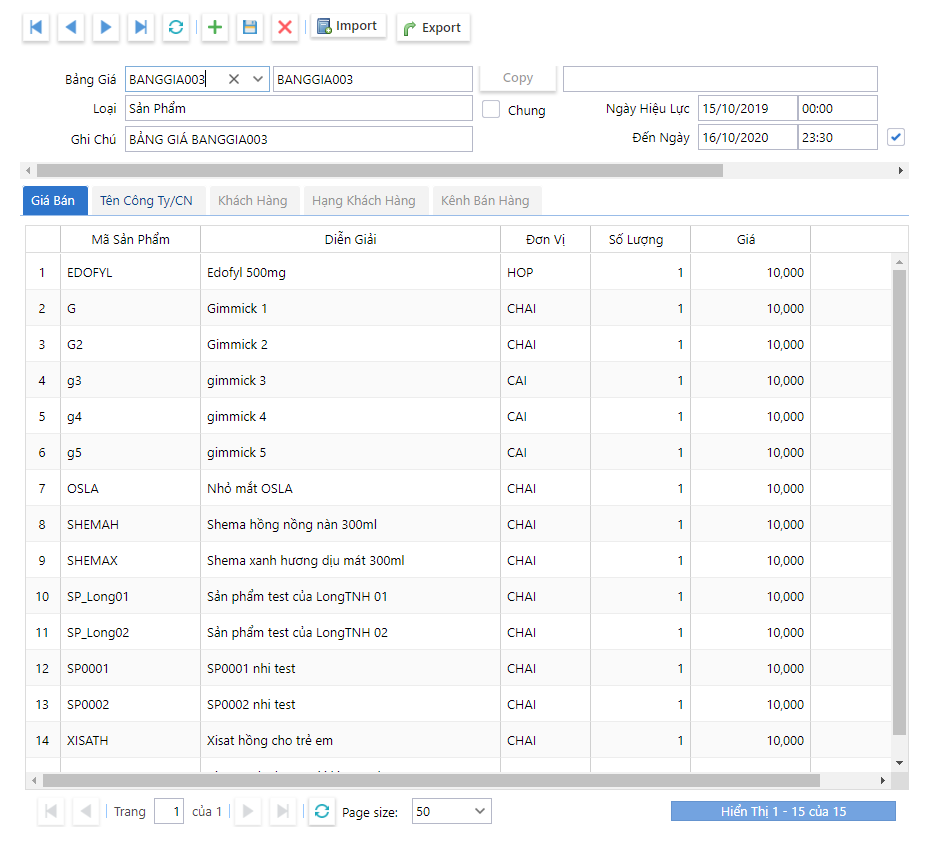 Import Export
Bảng Giá BANGGIA003 BANGGIA003 Copy
Loại Sản Phẩm Chung Ngày Hiệu Lực 15/10/2019 00:00
Ghi Chú BẢNG GIÁ BANGGIA003 Đến Ngày 16/10/2020 23:30
Giá Bán Tên Công Ty/CN Khách Hàng Hạng Khách Hàng Kênh Bán Hàng
Mã Sản Phẩm Diễn Giải Đơn Vị Số Lượng Giá
1 EDOFYL Edofyl 500mg HOP 1 10,000
2 G Gimmick 1 CHAI 1 10,000
3 G2 Gimmick 2 CHAI 1 10,000
4 g3 gimmick 3 CAI 1 10,000
5 g4 gimmick 4 CAI 1 10,000
6 g5 gimmick 5 CAI 1 10,000
7 OSLA Nhỏ mắt OSLA CHAI 1 10,000
8 SHEMAH Shema hồng nồng nàn 300ml CHAI 1 10,000
9 SHEMAX Shema xanh hương dịu mát 300ml CHAI 1 10,000
10 SP_Long01 Sản phẩm test của LongTNH 01 CHAI 1 10,000
11 SP_Long02 Sản phẩm test của LongTNH 02 CHAI 1 10,000
12 SP0001 SP0001 nhi test CHAI 1 10,000
13 SP0002 SP0002 nhi test CHAI 1 10,000
14 XISATH Xisat hồng cho trẻ em CHAI 1 10,000
Trang 1 của 1 Page size: 50 Hiển Thị 1 - 15 của 15